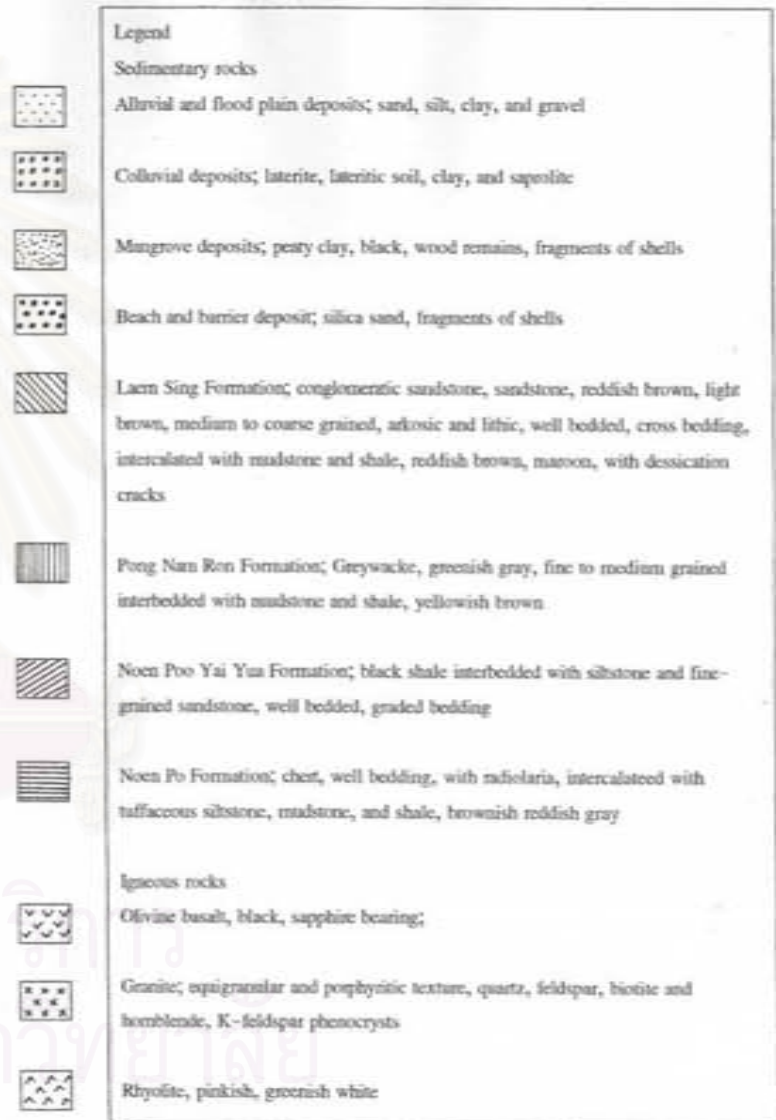 Legend
Sedimentary rocks
Alluvial and flood plain deposits; sand, silt, clay, and gravel
Colluvial deposits; laterite, lateritic soil, clay, and saprolite
Mangrove deposits; peaty clay, black, wood remains, fragments of shells
Beach and barrier deposit; silica sand, fragments of shells
Laem Sing Formation; conglomeratic sandstone, sandstone, reddish brown, light
brown, medium to coarse grained, arkosic and lithic, well bedded, cross bedding,
intercalated with mudstone and shale, reddish brown, maroon, with dessication
cracks
Pong Nam Ron Formation; Greywacke, greenish gray, fine to medium grained
interbedded with mudstone and shale, yellowish brown
Noen Poo Yai Yua Formation; black shale interbedded with siltstone and fine-
grained sandstone, well bedded, graded bedding
Noen Po Formation; chert, well bedding, with radiolaria, intercalateed with
tuffaceous siltstone, mudstone, and shale, brownish reddish gray
Igneous rocks
Olivine basalt, black, sapphire bearing;
Granite; equigranular and porphyritic texture, quartz, feldspar, biotite and
hornblende, K-feldspar phenocrysts
Rhyolite, pinkish, greenish white